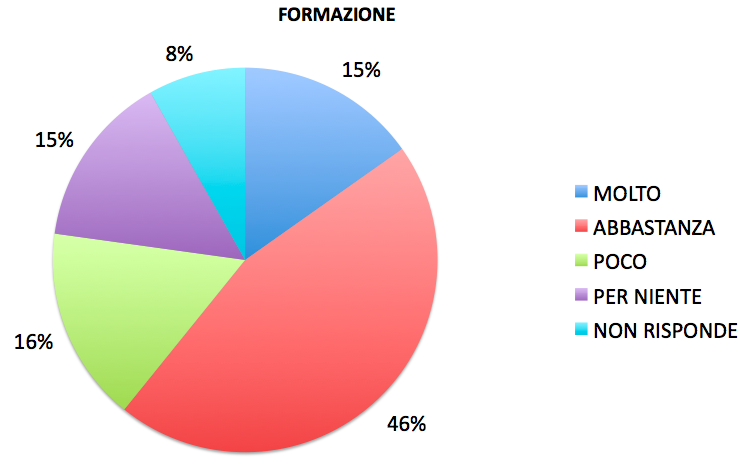 FORMAZIONE
8%
15%
15%
16%
46%
MOLTO
ABBASTANZA
POCO
PER NIENTE
NON RISPONDE